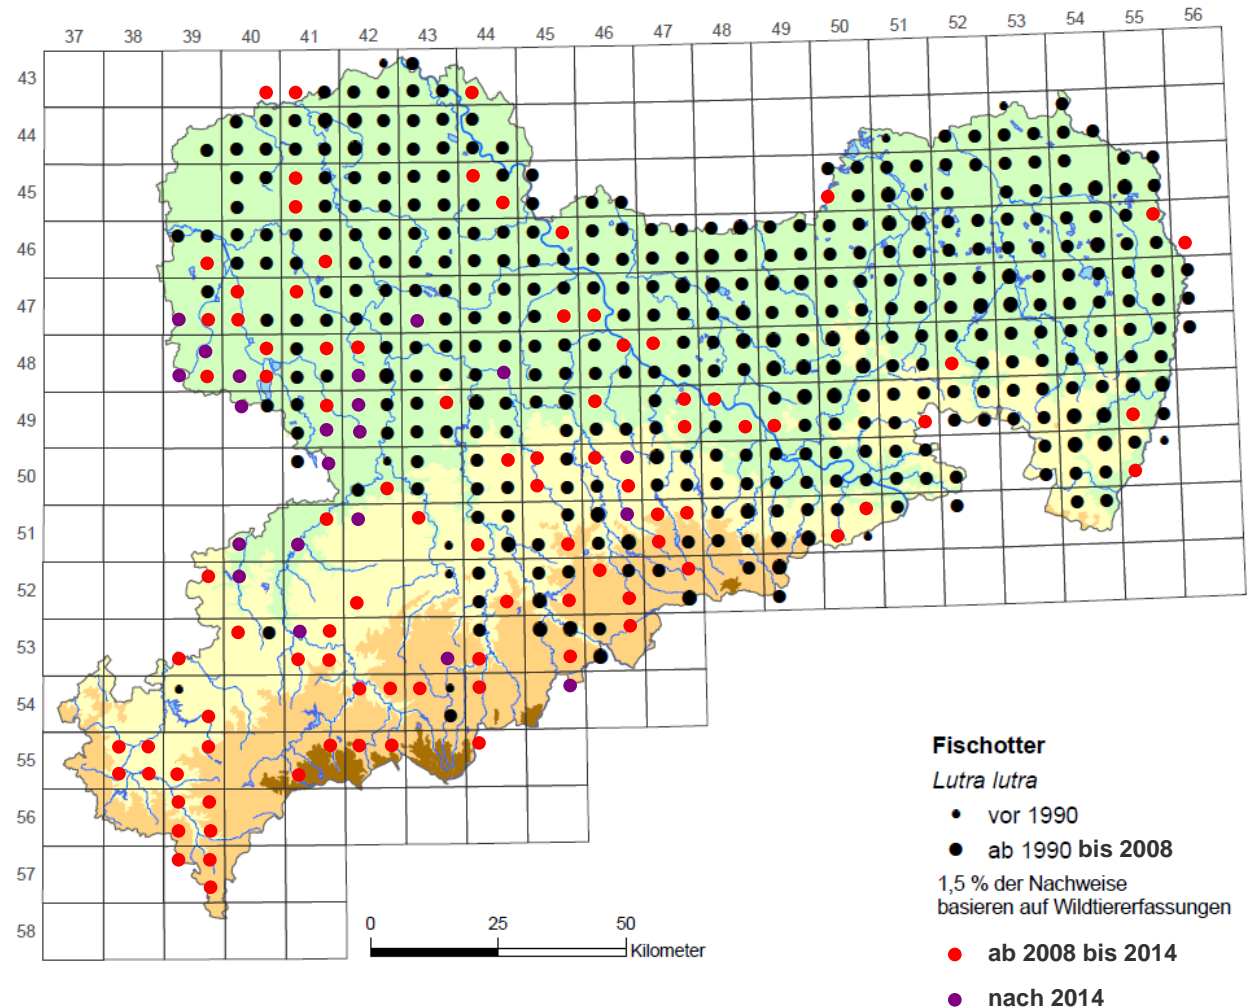 37 38 39 40 41 42 43 44 45 46 47 48 49 50 51 52 53 54 55 56
43
44
45
46
47
48
49
50
51
52
53
54
55
56
57
58
Fischotter
Lutra lutra
vor 1990
ab 1990 bis 2008
1,5 % der Nachweise
basieren auf Wildtiererfassungen
ab 2008 bis 2014
nach 2014
0 25 50
Kilometer